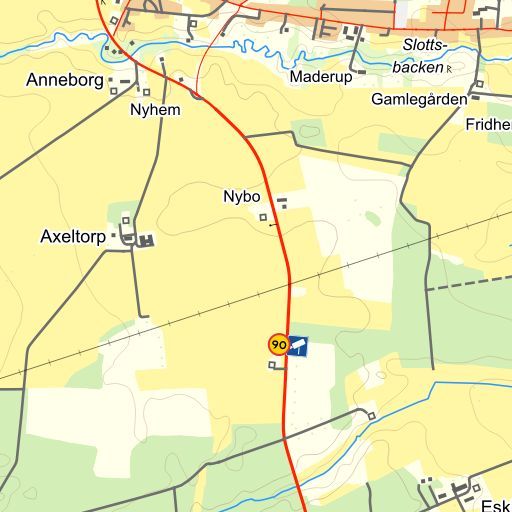 Slotts-
backen R
Maderup
Anneborg
Gamlegården
Nyhem
Fridhe
Nybo
Axeltorp
90
Esk